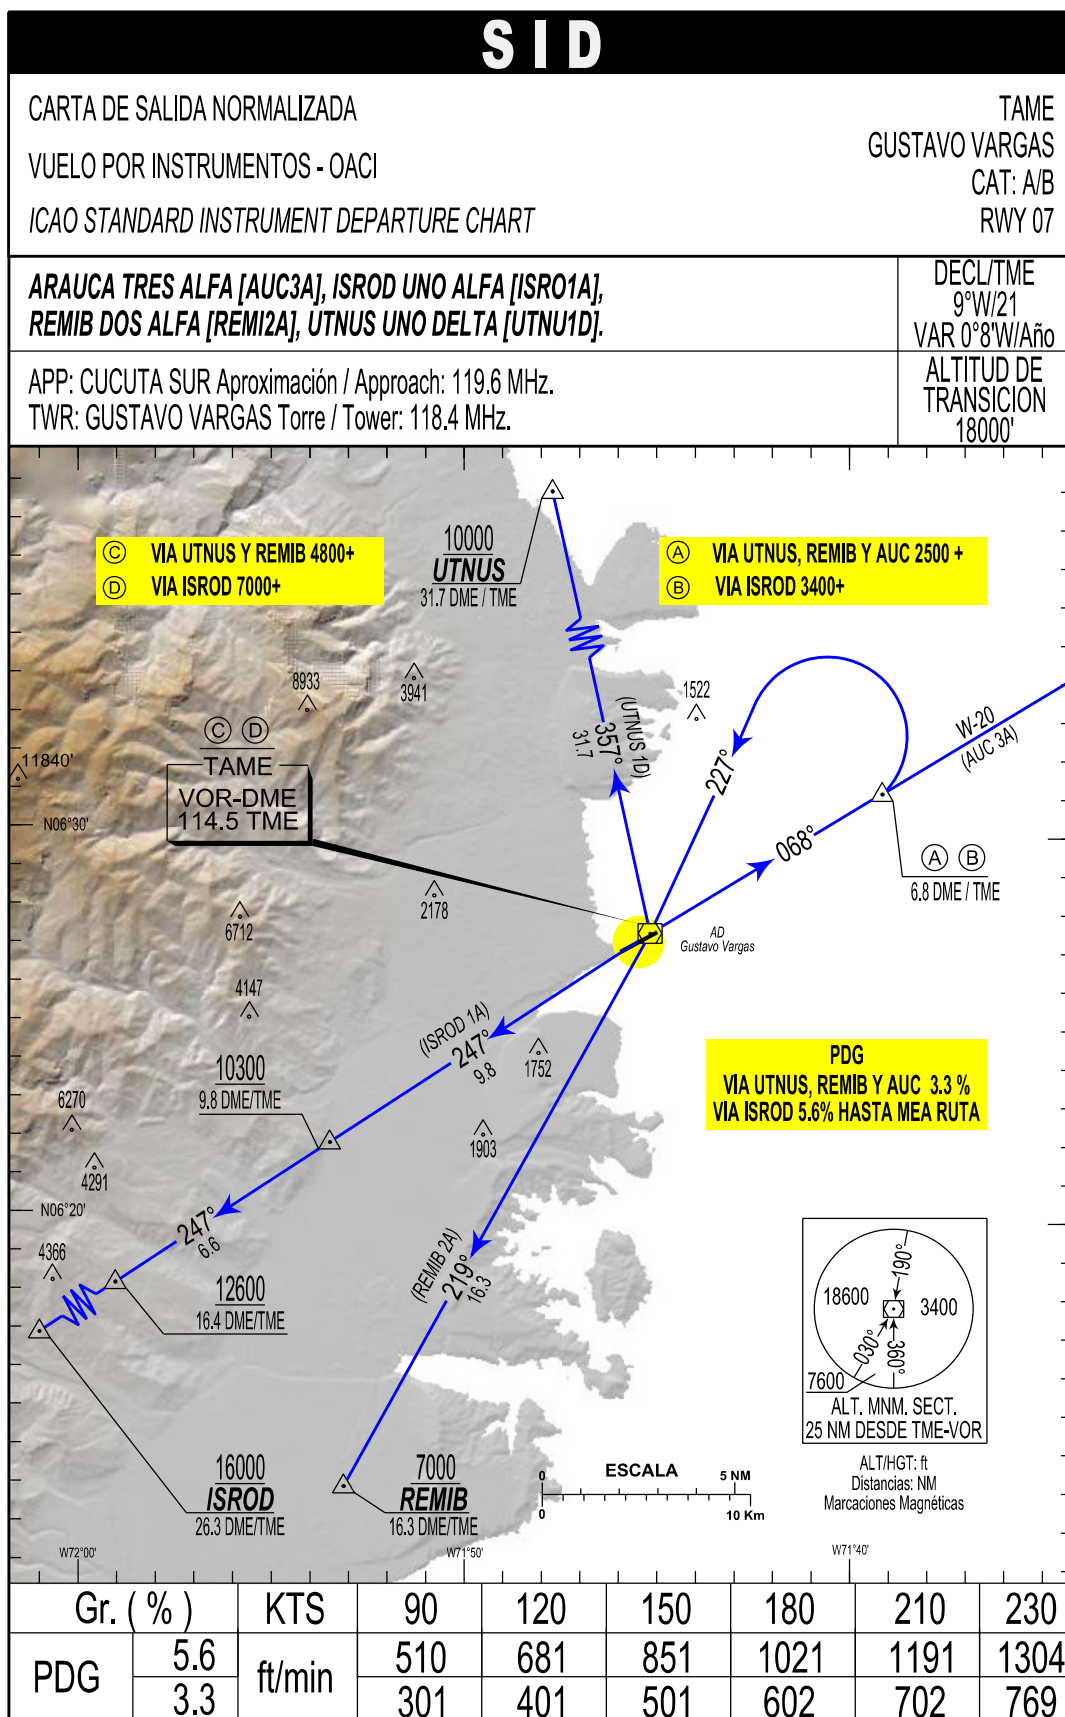 SID
CARTA DE SALIDA NORMALIZADA
VUELO POR INSTRUMENTOS - OACI
ICAO STANDARD INSTRUMENT DEPARTURE CHART
TAME
GUSTAVO VARGAS
CAT: A/B
RWY 07
ARAUCA TRES ALFA [AUC3A], ISROD UNO ALFA [ISRO1A],
REMIB DOS ALFA [REMI2A], UTNUS UNO DELTA [UTNU1D].
DECL/TME
9°W/21
VAR 0°8'W/Año
APP: CUCUTA SUR Aproximación / Approach: 119.6 MHz.
TWR: GUSTAVO VARGAS Torre / Tower: 118.4 MHz.
ALTITUD DE
TRANSICION
18000'
C VIA UTNUS Y REMIB 4800+
D VIA ISROD 7000+
10000
UTNUS
31.7 DME / TME
A VIA UTNUS, REMIB Y AUC 2500 +
B VIA ISROD 3400+
8933
3941
1522
(UTNUS 1D)
357°
31.7
227°
W-20
(AUC 3A)
068°
C D
TAME
VOR-DME
114.5 TME
11840'
N06°30'
A B
6.8 DME / TME
2178
6712
AD
Gustavo Vargas
4147
(ISROD 1A)
247°
9.8
1752
10300
9.8 DME/TME
PDG
VIA UTNUS, REMIB Y AUC 3.3 %
VIA ISROD 5.6% HASTA MEA RUTA
6270
1903
4291
N06°20'
247°
6.6
4366
(REMIB 2A)
219°
16.3
12600
16.4 DME/TME
190°
18600
3400
030°
360°
7600
ALT. MNM. SECT.
25 NM DESDE TME-VOR
16000
ISROD
26.3 DME/TME
7000
REMIB
16.3 DME/TME
ESCALA
0 5 NM
0 10 Km
ALT/HGT: ft
Distancias: NM
Marcaciones Magnéticas
W72°00'
W71°50'
W71°40'
Gr. ( % ) KTS 90 120 150 180 210 230
PDG 5.6 ft/min 510 681 851 1021 1191 1304
3.3 301 401 501 602 702 769